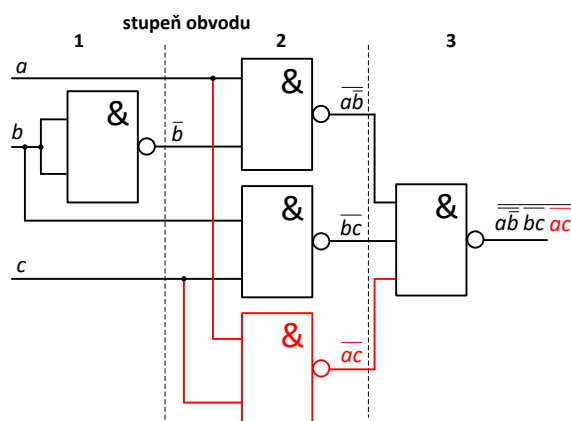 stupeň obvodu
1 2 3
a
& & a̅b̅̅
b b̅
& b̅c̅ & a̅b̅̅ b̅c̅ a̅c̅
c
& a̅c̅